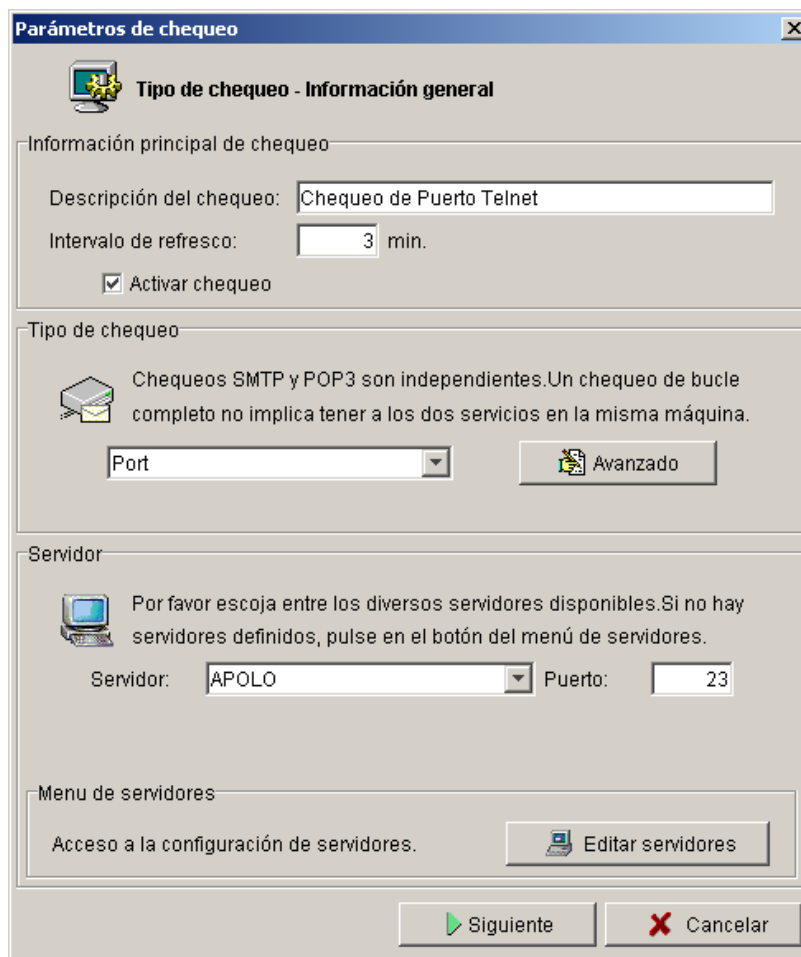 Parámetros de chequeo
Tipo de chequeo - Información general
Información principal de chequeo
Descripción del chequeo: Chequeo de Puerto Telnet
Intervalo de refresco: 3 min.
Activar chequeo
Tipo de chequeo
Chequeos SMTP y POP3 son independientes.Un chequeo de bucle
completo no implica tener a los dos servicios en la misma máquina.
Port Avanzado
Servidor
Por favor escoja entre los diversos servidores disponibles.Si no hay
servidores definidos, pulse en el botón del menú de servidores.
Servidor: APOLO Puerto: 23
Menu de servidores
Acceso a la configuración de servidores. Editar servidores
Siguiente Cancelar